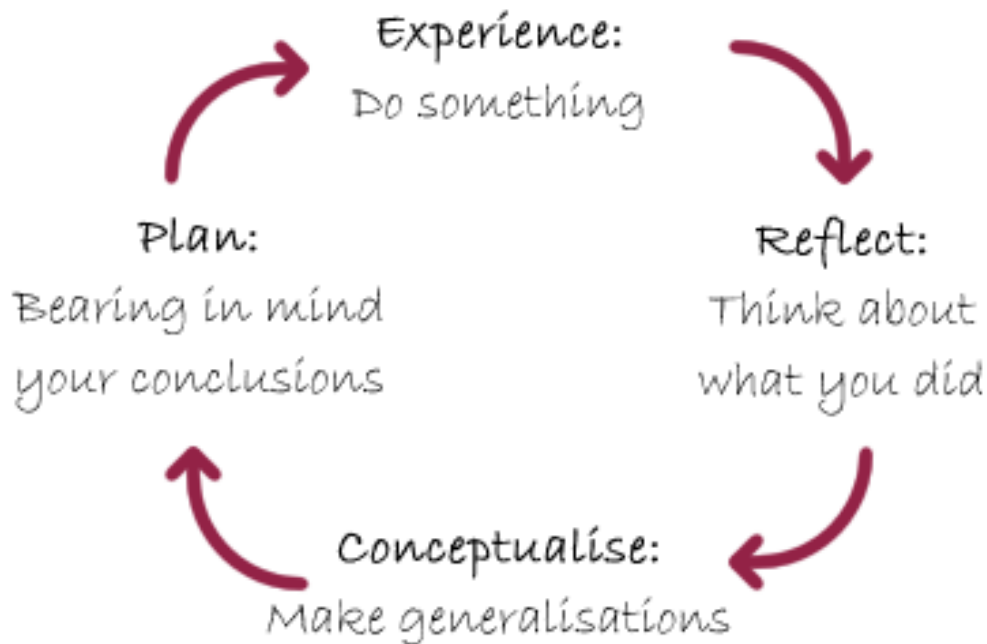 Experience:
Do something
Reflect:
Think about
what you did
Conceptualise:
Make generalisations
Plan:
Bearing in mind
your conclusions